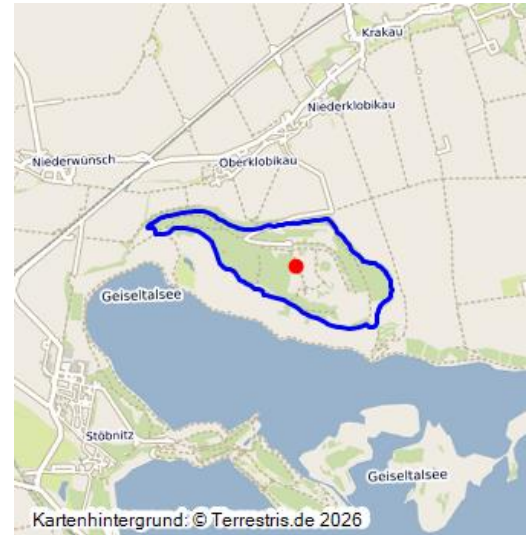 Krakau
Niederklobikau
Niederwünsch
Oberklobikau
Geiseltalsee
Stöbnitz
Geiseltalsee
Kartenhintergrund: © Terrestris.de 2026